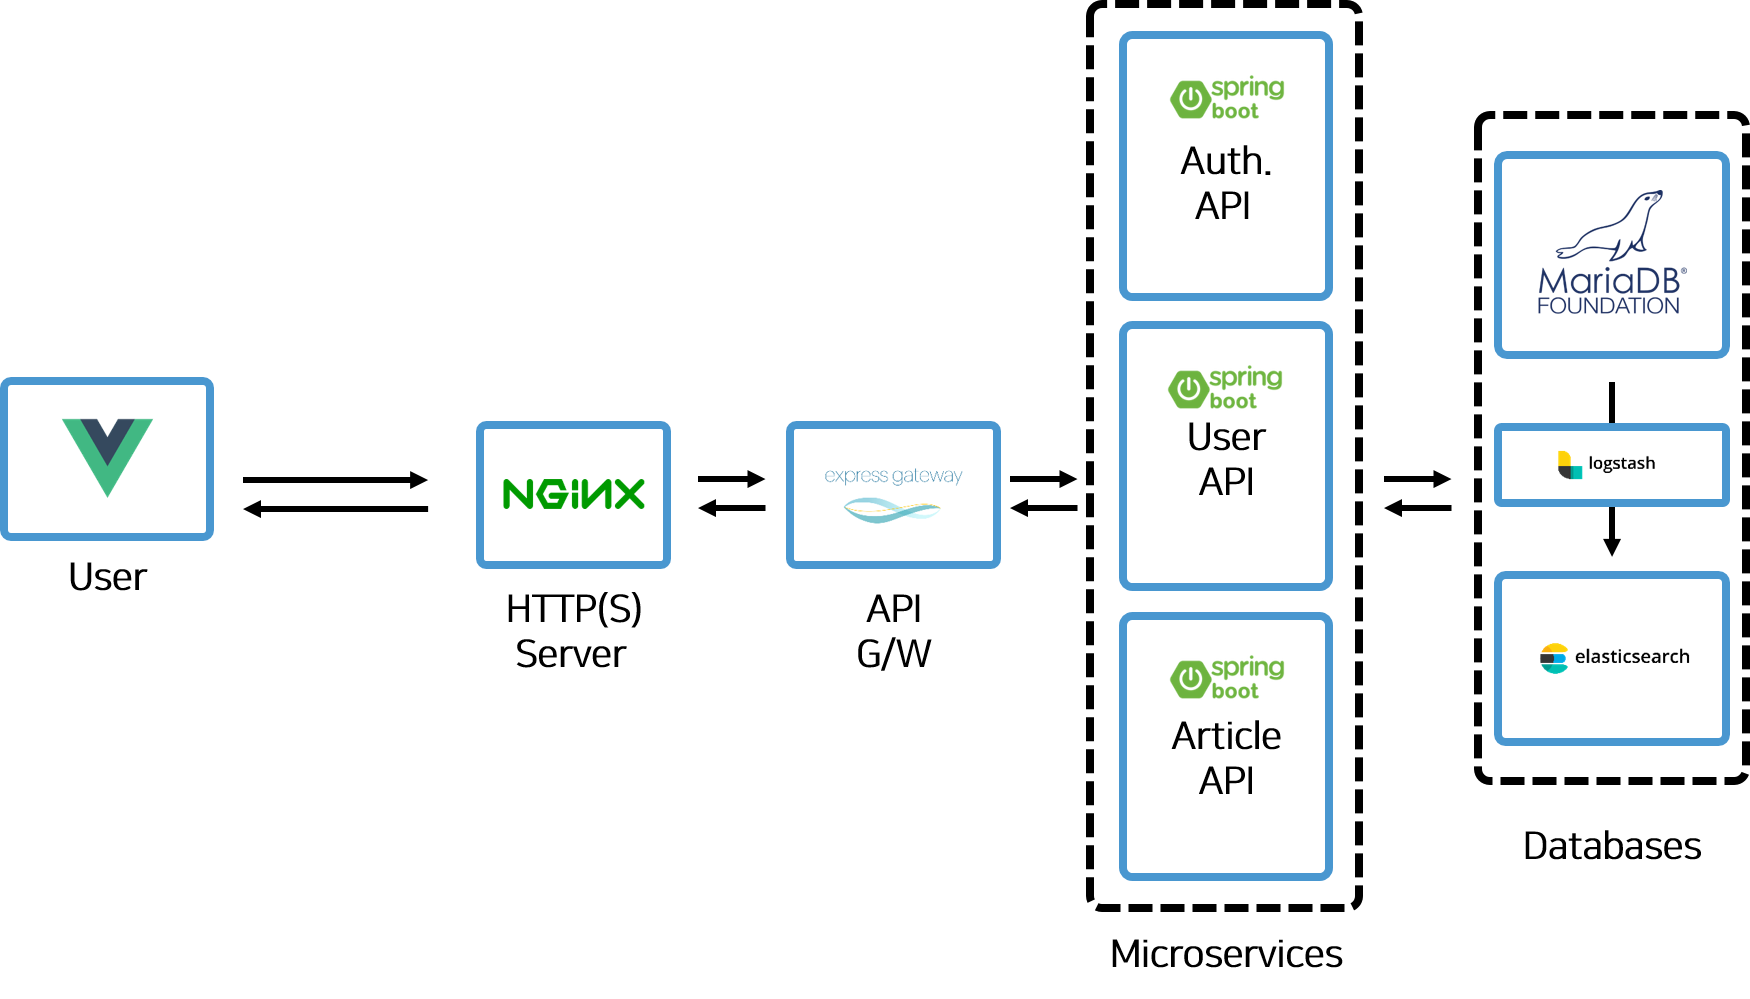 User
NGiNX
HTTP(S)
Server
express gateway
API
G/W
spring
boot
Auth.
API
spring
boot
User
API
spring
boot
Article
API
Microservices
MariaDB®
FOUNDATION
logstash
elasticsearch
Databases